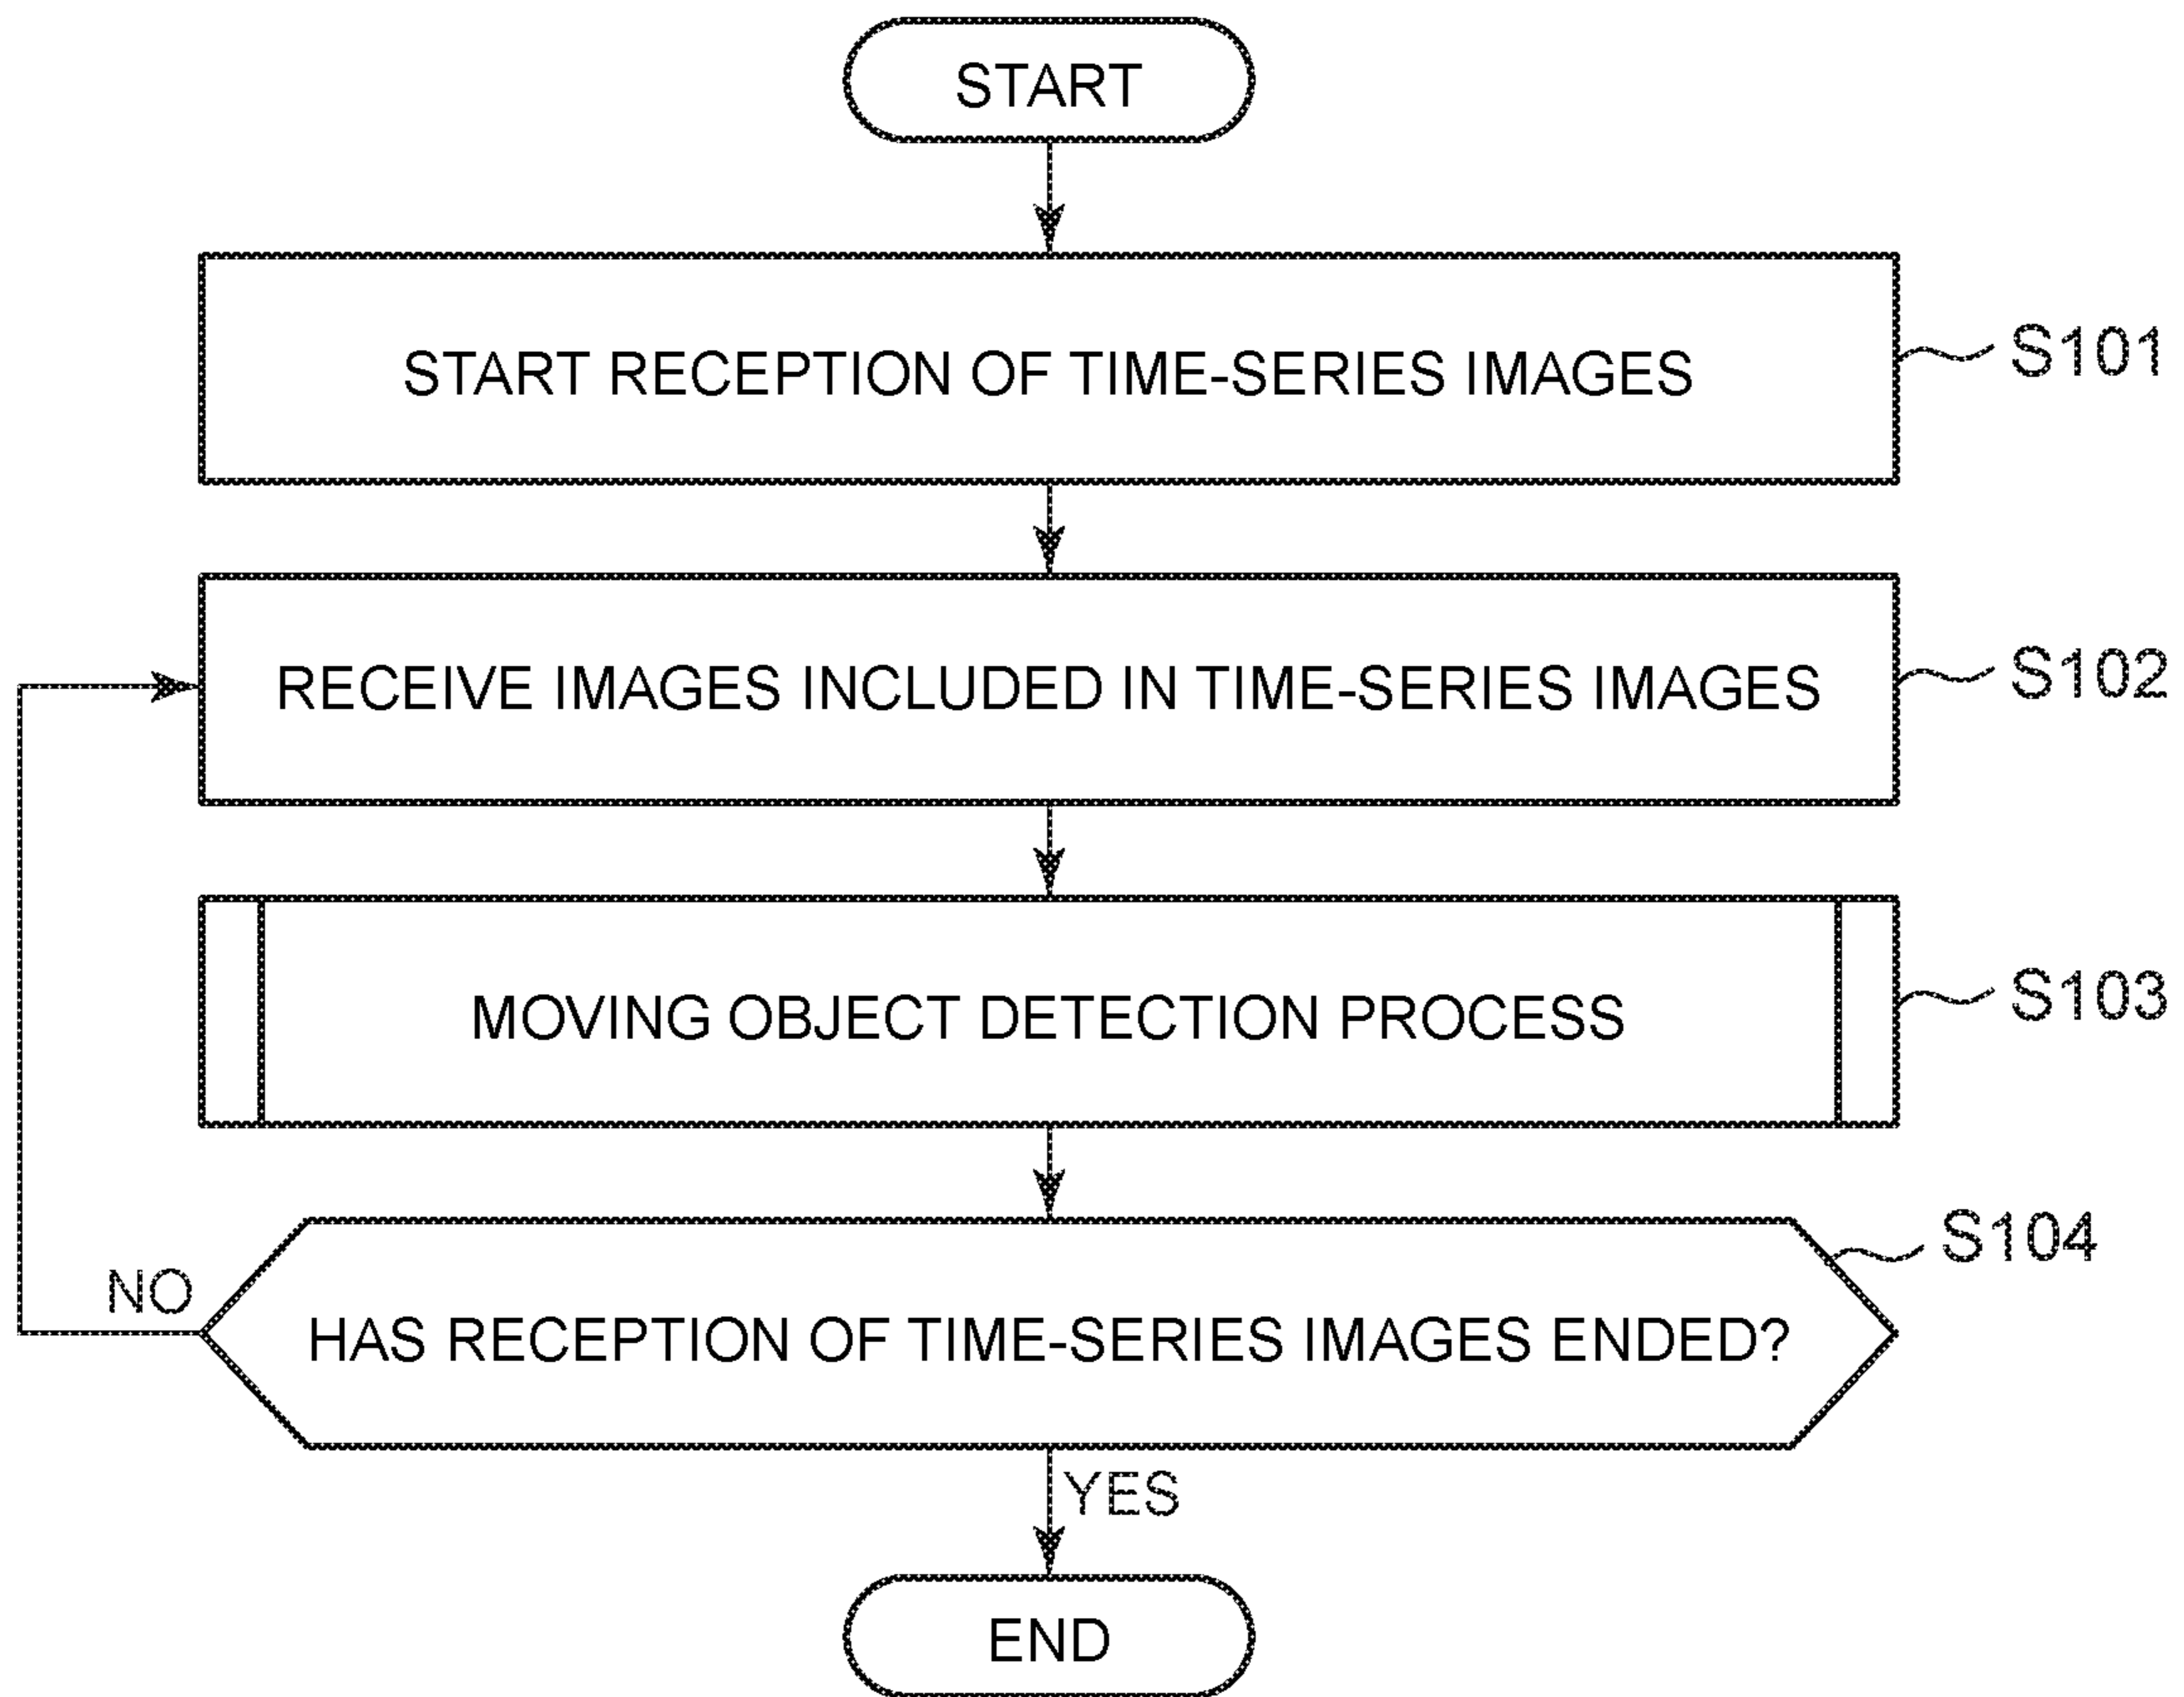 START
START RECEPTION OF TIME-SERIES IMAGES
S101
RECEIVE IMAGES INCLUDED IN TIME-SERIES IMAGES
S102
MOVING OBJECT DETECTION PROCESS
S103
S104
NO
HAS RECEPTION OF TIME-SERIES IMAGES ENDED?
YES
END